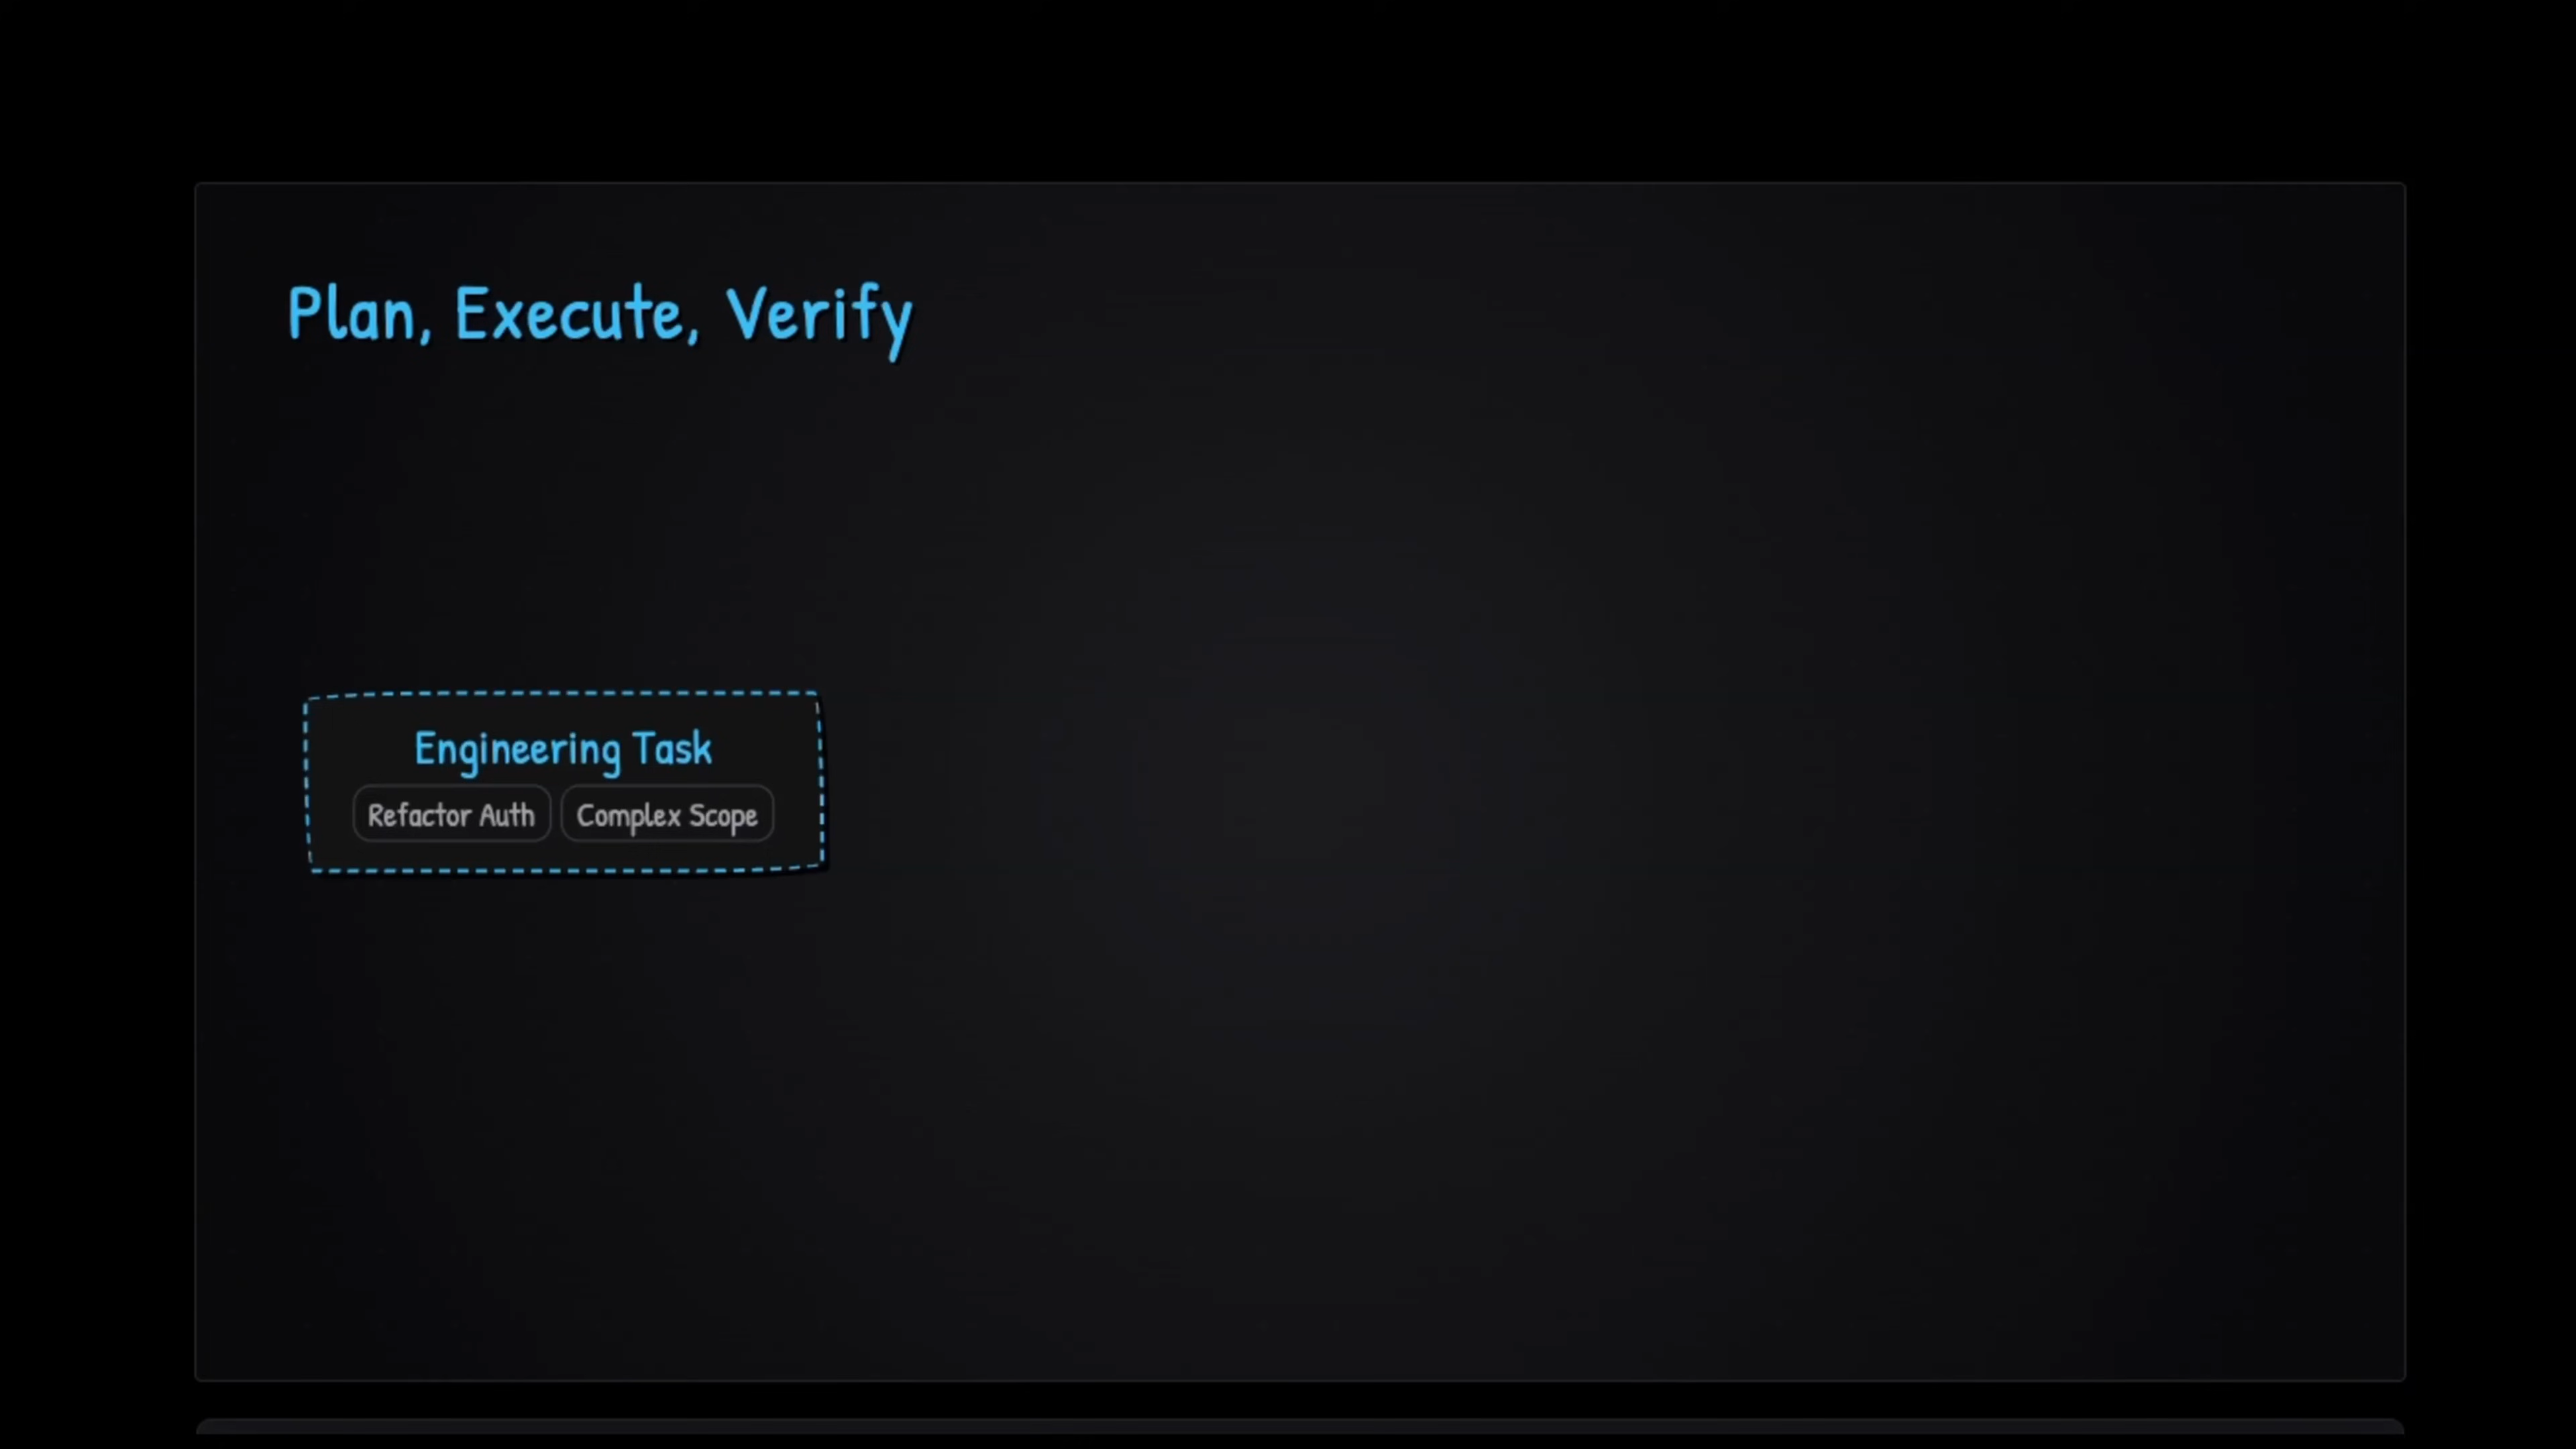 Plan, Execute, Verify
Engineering Task
Refactor Auth Complex Scope